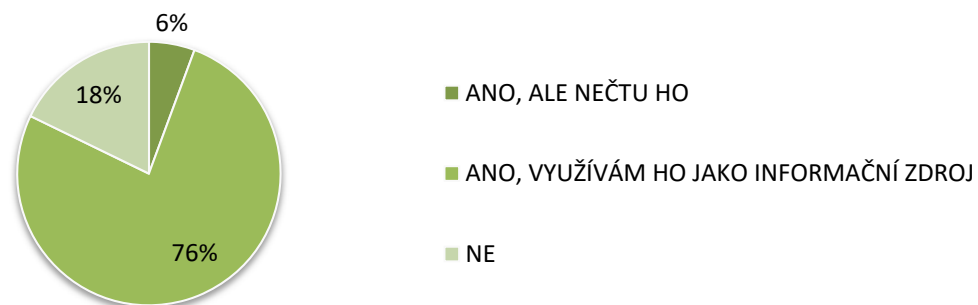 6%
18%
76%
ANO, ALE NEČTU HO
ANO, VYUŽÍVÁM HO JAKO INFORMAČNÍ ZDROJ
NE